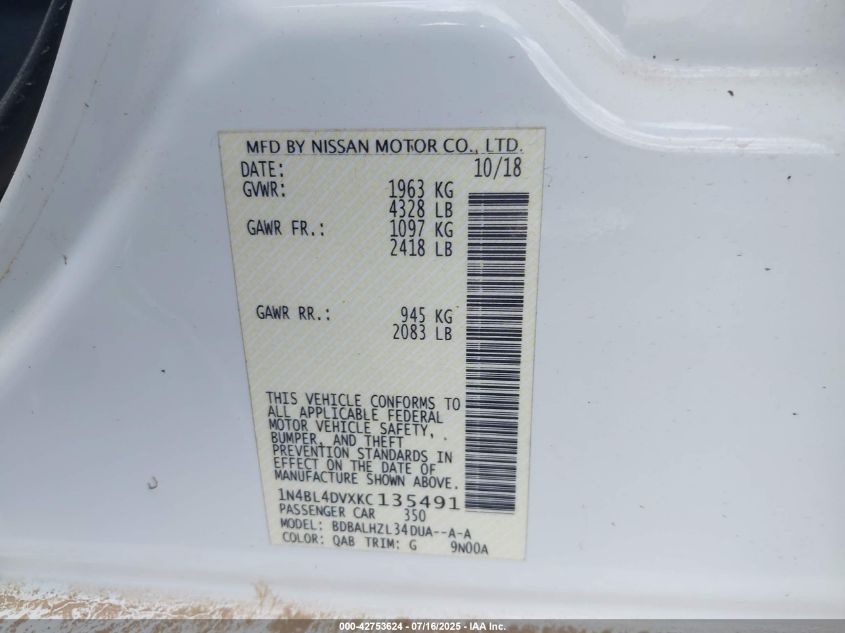 MFD BY NISSAN MOTOR CO., LTD.
DATE: 10/18
GVWR: 1963 KG
4328 LB
GAWR FR.: 1097 KG
2418 LB
GAWR RR.: 945 KG
2083 LB
THIS VEHICLE CONFORMS TO
ALL APPLICABLE FEDERAL
MOTOR VEHICLE SAFETY,
BUMPER, AND THEFT
PREVENTION STANDARDS IN
EFFECT ON THE DATE OF
MANUFACTURE SHOWN ABOVE.
1N4BL4DVXKC135491
PASSENGER CAR 350
MODEL: BDBALHZL34DUA--A-A
COLOR: QAB TRIM: G 9N00A
000-42753624 - 07/16/2025 - IAA Inc.